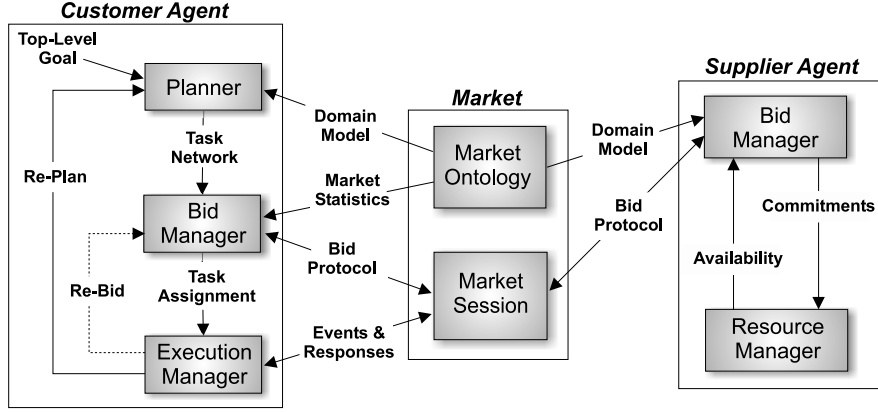 Customer Agent
Top-Level
Goal
Planner
Task
Network
Re-Plan
Bid
Manager
Re-Bid
Task
Assignment
Execution
Manager
Domain
Model
Market
Statistics
Bid
Protocol
Events &
Responses
Market
Market
Ontology
Market
Session
Domain
Model
Bid
Protocol
Supplier Agent
Bid
Manager
Commitments
Availability
Resource
Manager